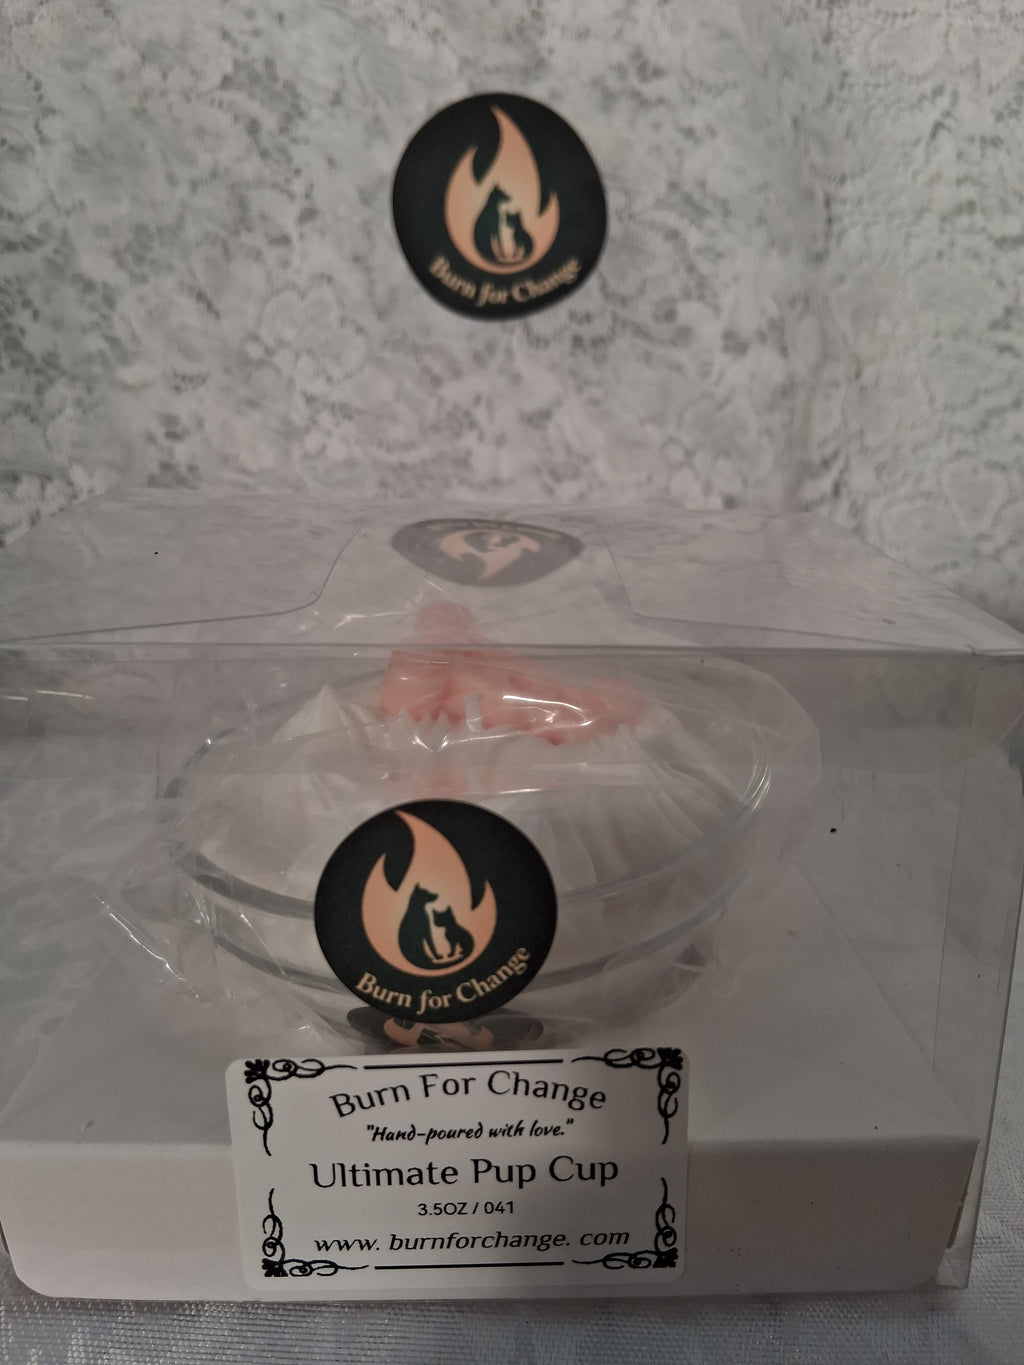 Burn for Change
Burn for Change
Burn For Change
"Hand-poured with love."
Ultimate Pup Cup
3.5OZ / 041
www. burnforchange. com